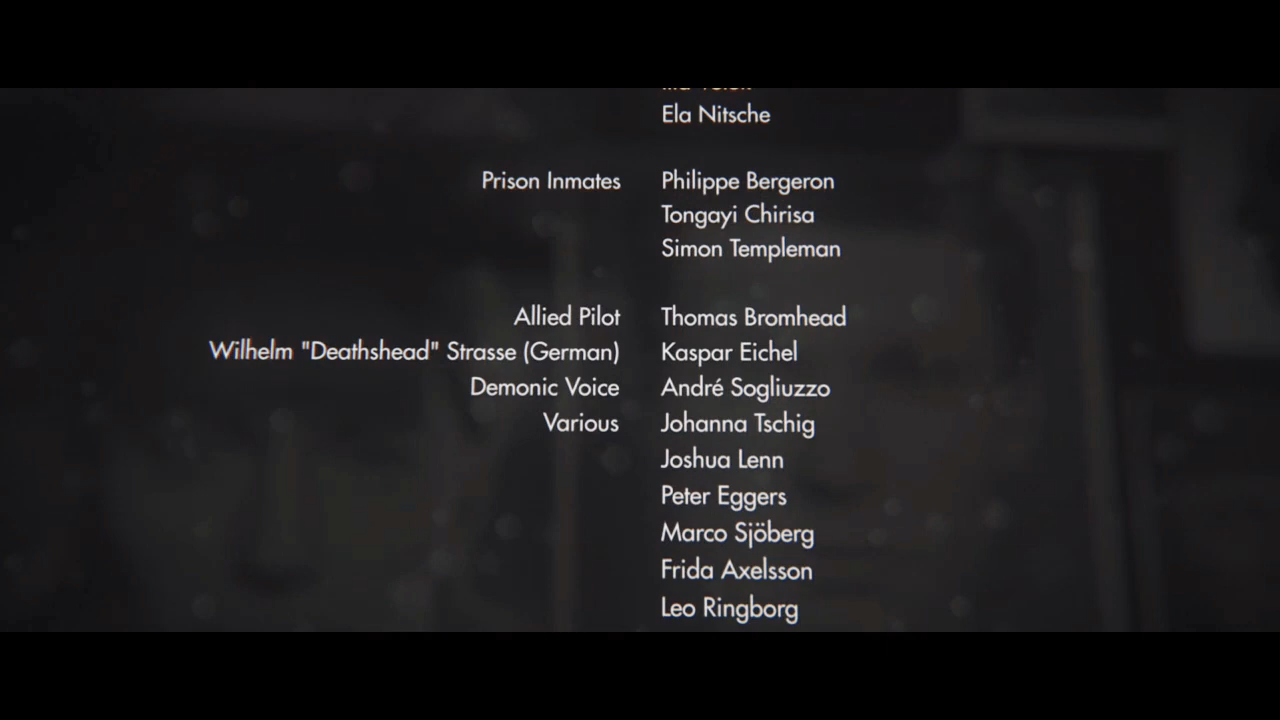 Ela Nitsche
Prison Inmates Philippe Bergeron
Tongayi Chirisa
Simon Templeman
Allied Pilot Thomas Bromhead
Wilhelm "Deathshead" Strasse (German) Kaspar Eichel
Demonic Voice André Sogliuzzo
Various Johanna Tschig
Joshua Lenn
Peter Eggers
Marco Sjöberg
Frida Axelsson
Leo Ringborg